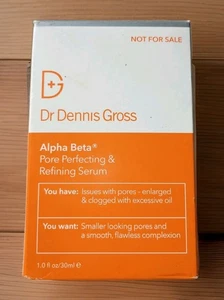 NOT FOR SALE
D
Dr Dennis Gross
Alpha Beta®
Pore Perfecting &
Refining Serum
You have: Issues with pores - enlarged
& clogged with excessive oil
You want: Smaller looking pores and
a smooth, flawless complexion
1.0 fl oz/30ml ℮